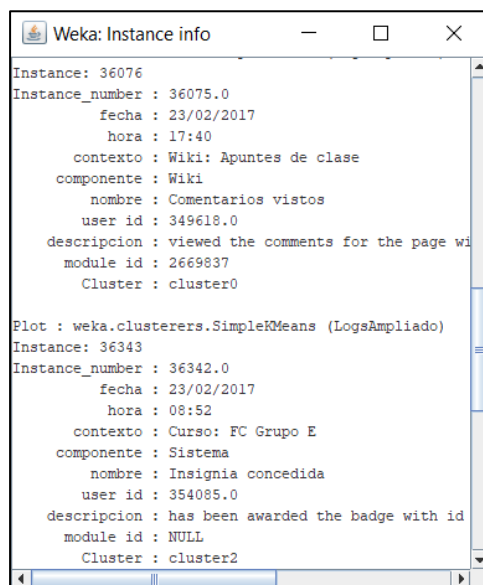 Weka: Instance info
Instance: 36076
Instance_number : 36075.0
fecha : 23/02/2017
hora : 17:40
contexto : Wiki: Apuntes de clase
componente : Wiki
nombre : Comentarios vistos
user id : 349618.0
descripcion : viewed the comments for the page wi
module id : 2669837
Cluster : cluster0
Plot : weka.clusterers.SimpleKMeans (LogsAmpliado)
Instance: 36343
Instance_number : 36342.0
fecha : 23/02/2017
hora : 08:52
contexto : Curso: FC Grupo E
componente : Sistema
nombre : Insignia concedida
user id : 354085.0
descripcion : has been awarded the badge with id
module id : NULL
Cluster : cluster2